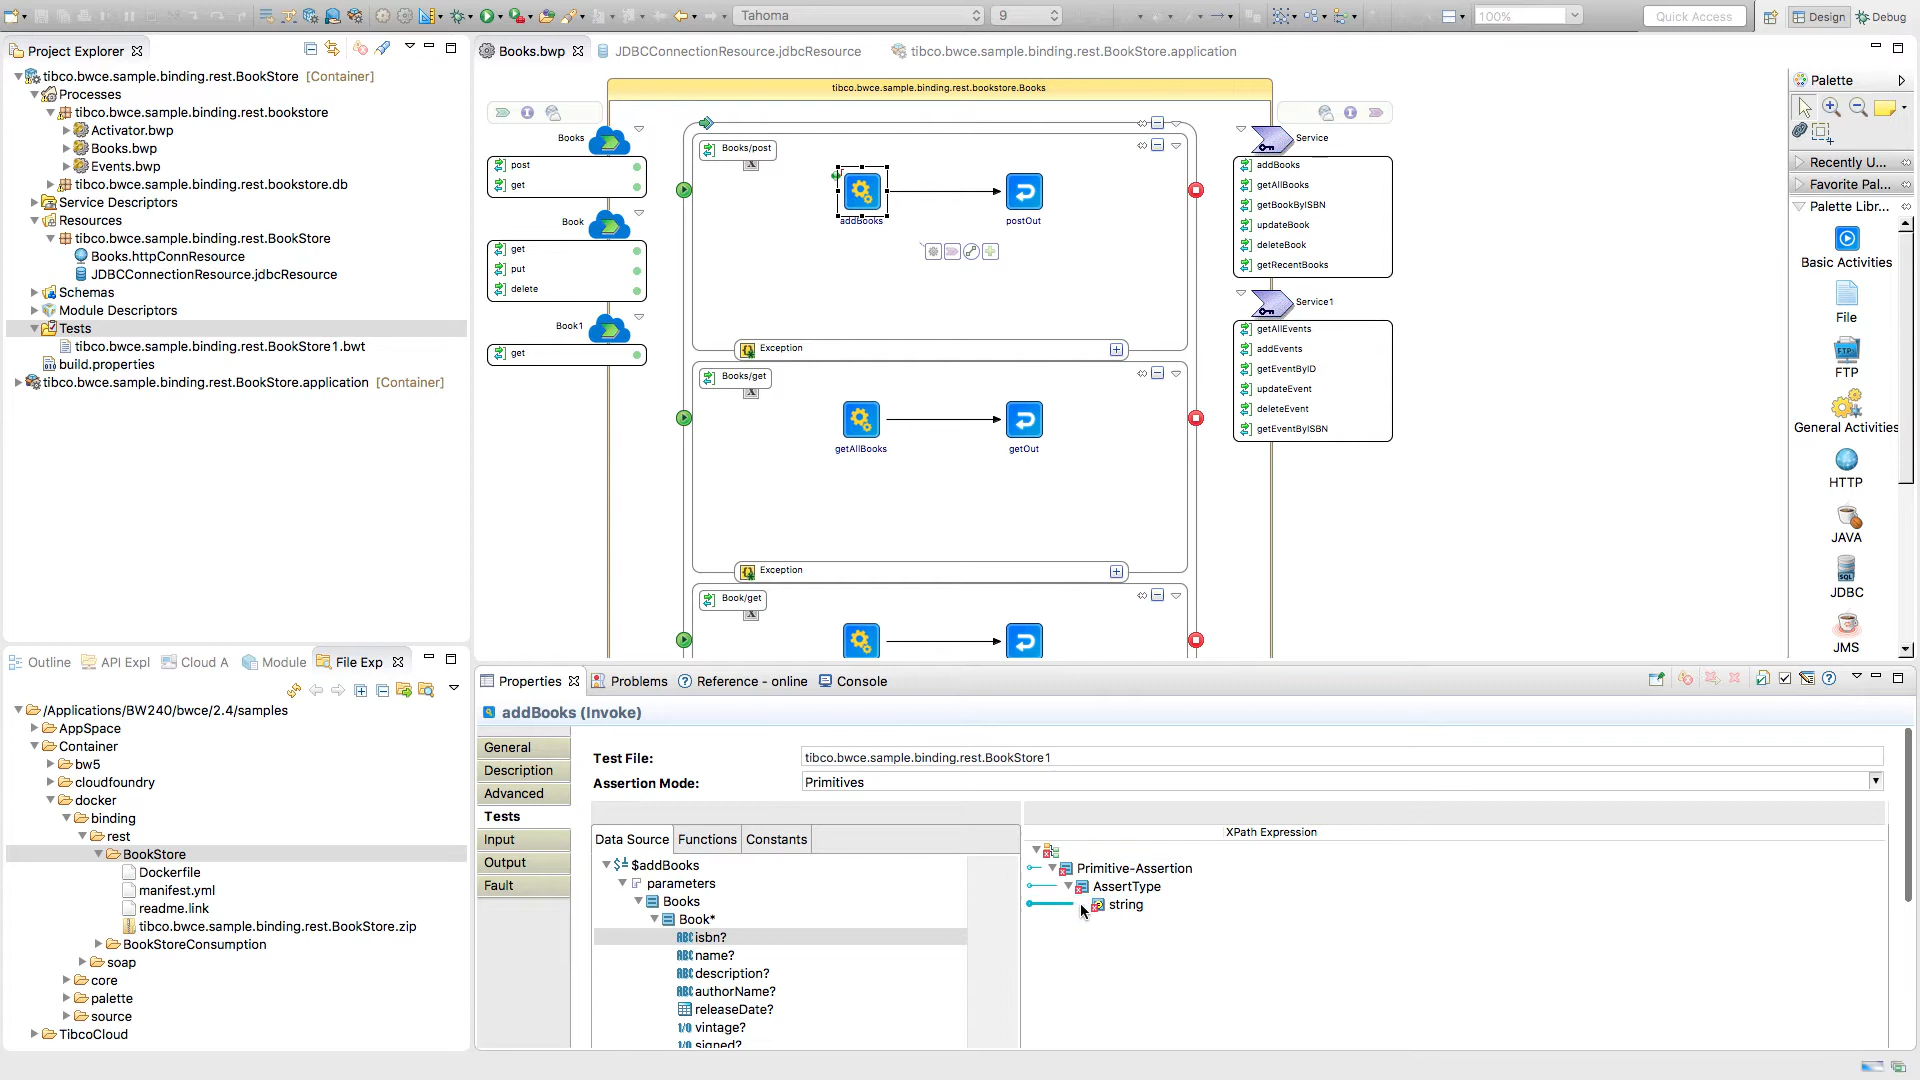 Tahoma
9
100%
Quick Access
Design
Debug
Project Explorer
tibco.bwce.sample.binding.rest.BookStore [Container]
Processes
tibco.bwce.sample.binding.rest.bookstore
Activator.bwp
Books.bwp
Events.bwp
tibco.bwce.sample.binding.rest.bookstore.db
Service Descriptors
Resources
tibco.bwce.sample.binding.rest.BookStore
Books.httpConnResource
JDBCConnectionResource.jdbcResource
Schemas
Module Descriptors
Tests
tibco.bwce.sample.binding.rest.BookStore1.bwt
build.properties
tibco.bwce.sample.binding.rest.BookStore.application [Container]
Books.bwp
JDBCConnectionResource.jdbcResource
tibco.bwce.sample.binding.rest.BookStore.application
tibco.bwce.sample.binding.rest.bookstore.Books
Books
post
get
Book
get
put
delete
Book1
get
Books/post
addBooks
postOut
Exception
Books/get
getAllBooks
getOut
Exception
Book/get
Service
addBooks
getAllBooks
getBookByISBN
updateBook
deleteBook
getRecentBooks
Service1
getAllEvents
addEvents
getEventByID
updateEvent
deleteEvent
getEventByISBN
Palette
Recently U...
Favorite Pal...
Palette Libr...
Basic Activities
File
FTP
General Activities
HTTP
JAVA
JDBC
JMS
Outline
API Expl
Cloud A
Module
File Exp
/Applications/BW240/bwce/2.4/samples
AppSpace
Container
bw5
cloudfoundry
docker
binding
rest
BookStore
Dockerfile
manifest.yml
readme.link
tibco.bwce.sample.binding.rest.BookStore.zip
BookStoreConsumption
soap
core
palette
source
TibcoCloud
Properties
Problems
Reference - online
Console
addBooks (Invoke)
General
Description
Advanced
Tests
Input
Output
Fault
Test File:
tibco.bwce.sample.binding.rest.BookStore1
Assertion Mode:
Primitives
Data Source
Functions
Constants
$addBooks
parameters
Books
Book*
ABC isbn?
ABC name?
ABC description?
ABC authorName?
releaseDate?
1/0 vintage?
1/0 signed?
XPath Expression
Primitive-Assertion
AssertType
string